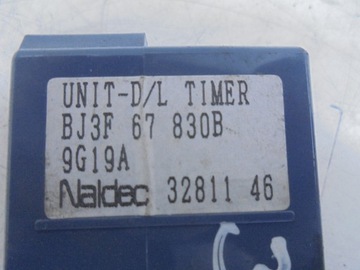 UNIT-D/L TIMER
BJ3F 67 830B
9G19A
Naldec 32811 46